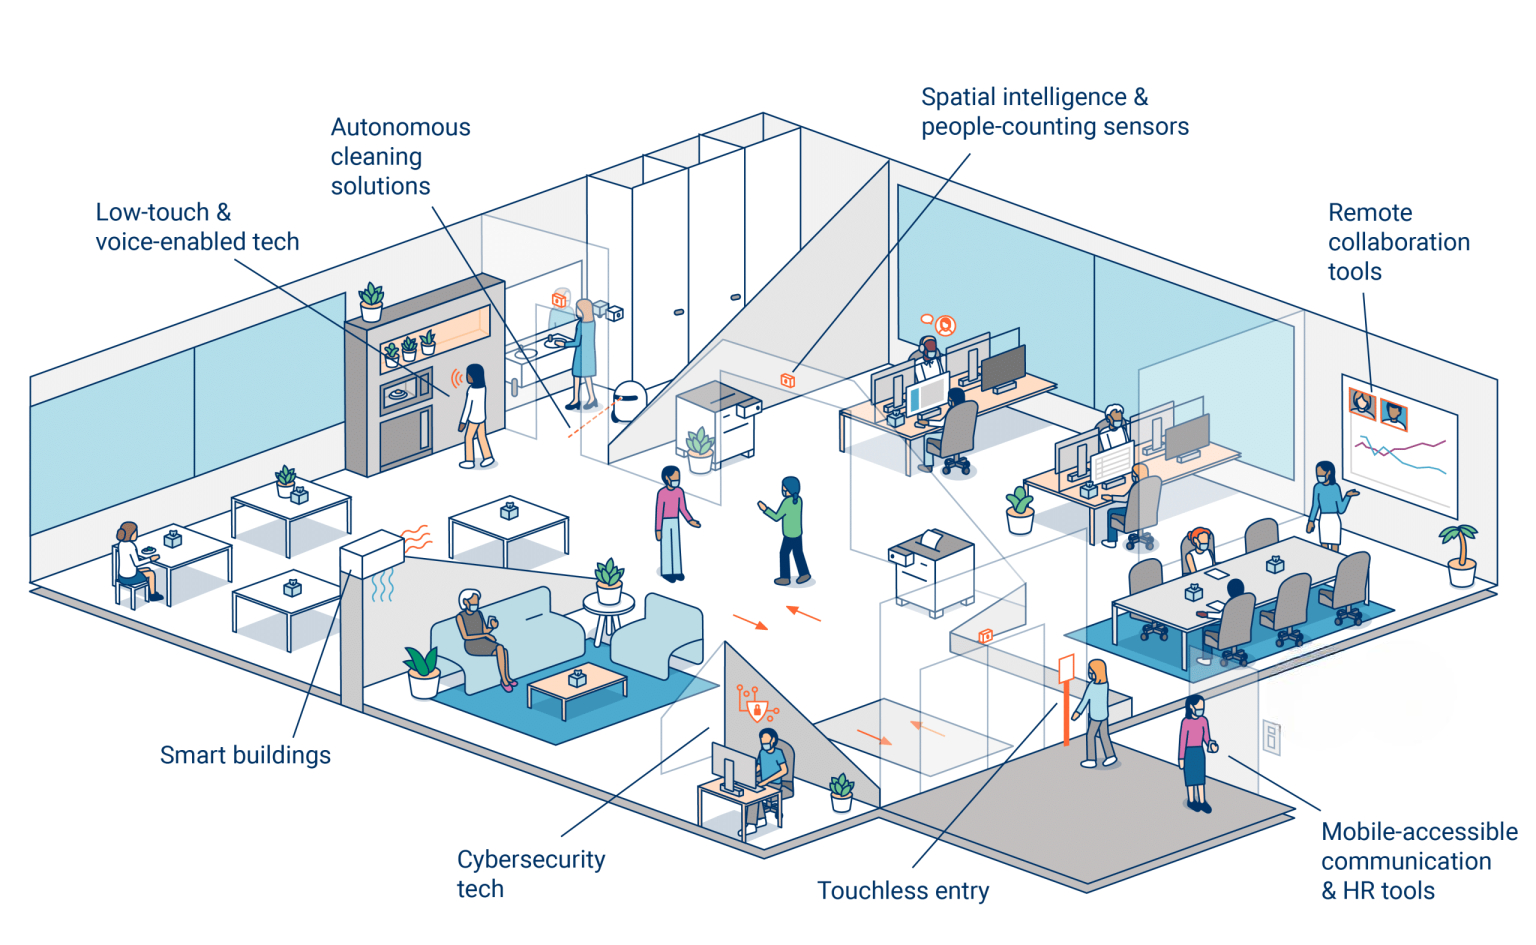 Spatial intelligence &
people-counting sensors
Autonomous
cleaning
solutions
Low-touch &
voice-enabled tech
Remote
collaboration
tools
Smart buildings
Cybersecurity
tech
Touchless entry
Mobile-accessible
communication
& HR tools